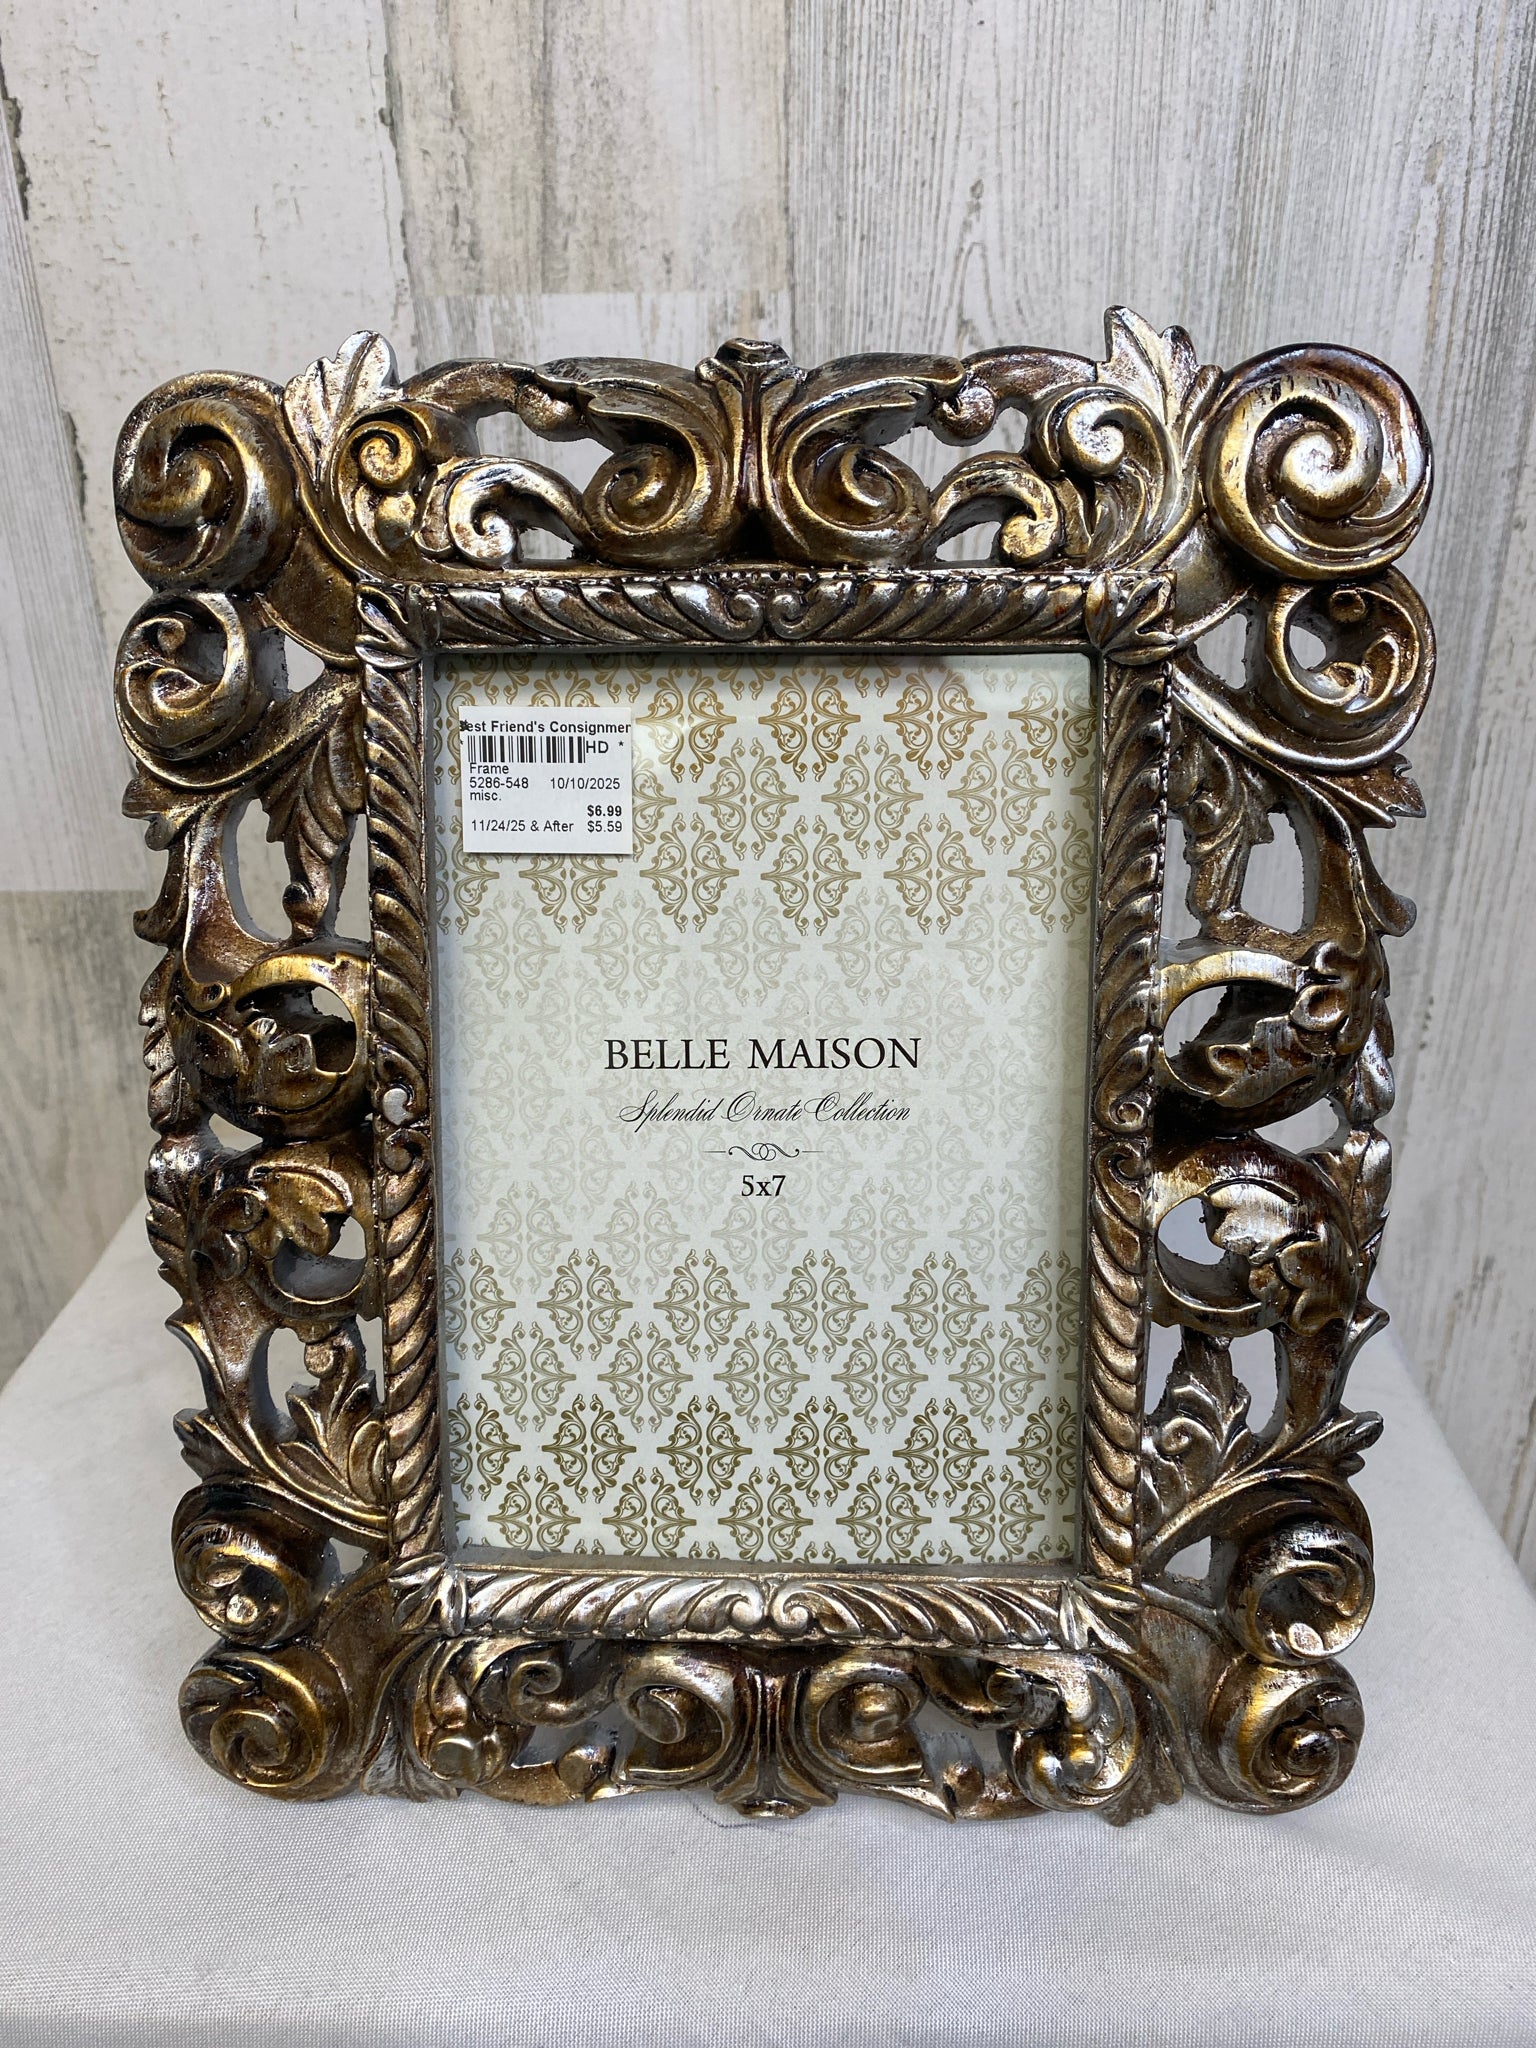 est Friend's Consignmer
* HD *
Frame
5286-548 10/10/2025
misc.
$6.99
11/24/25 & After $5.59
BELLE MAISON
Splendid Ornate Collection
5x7